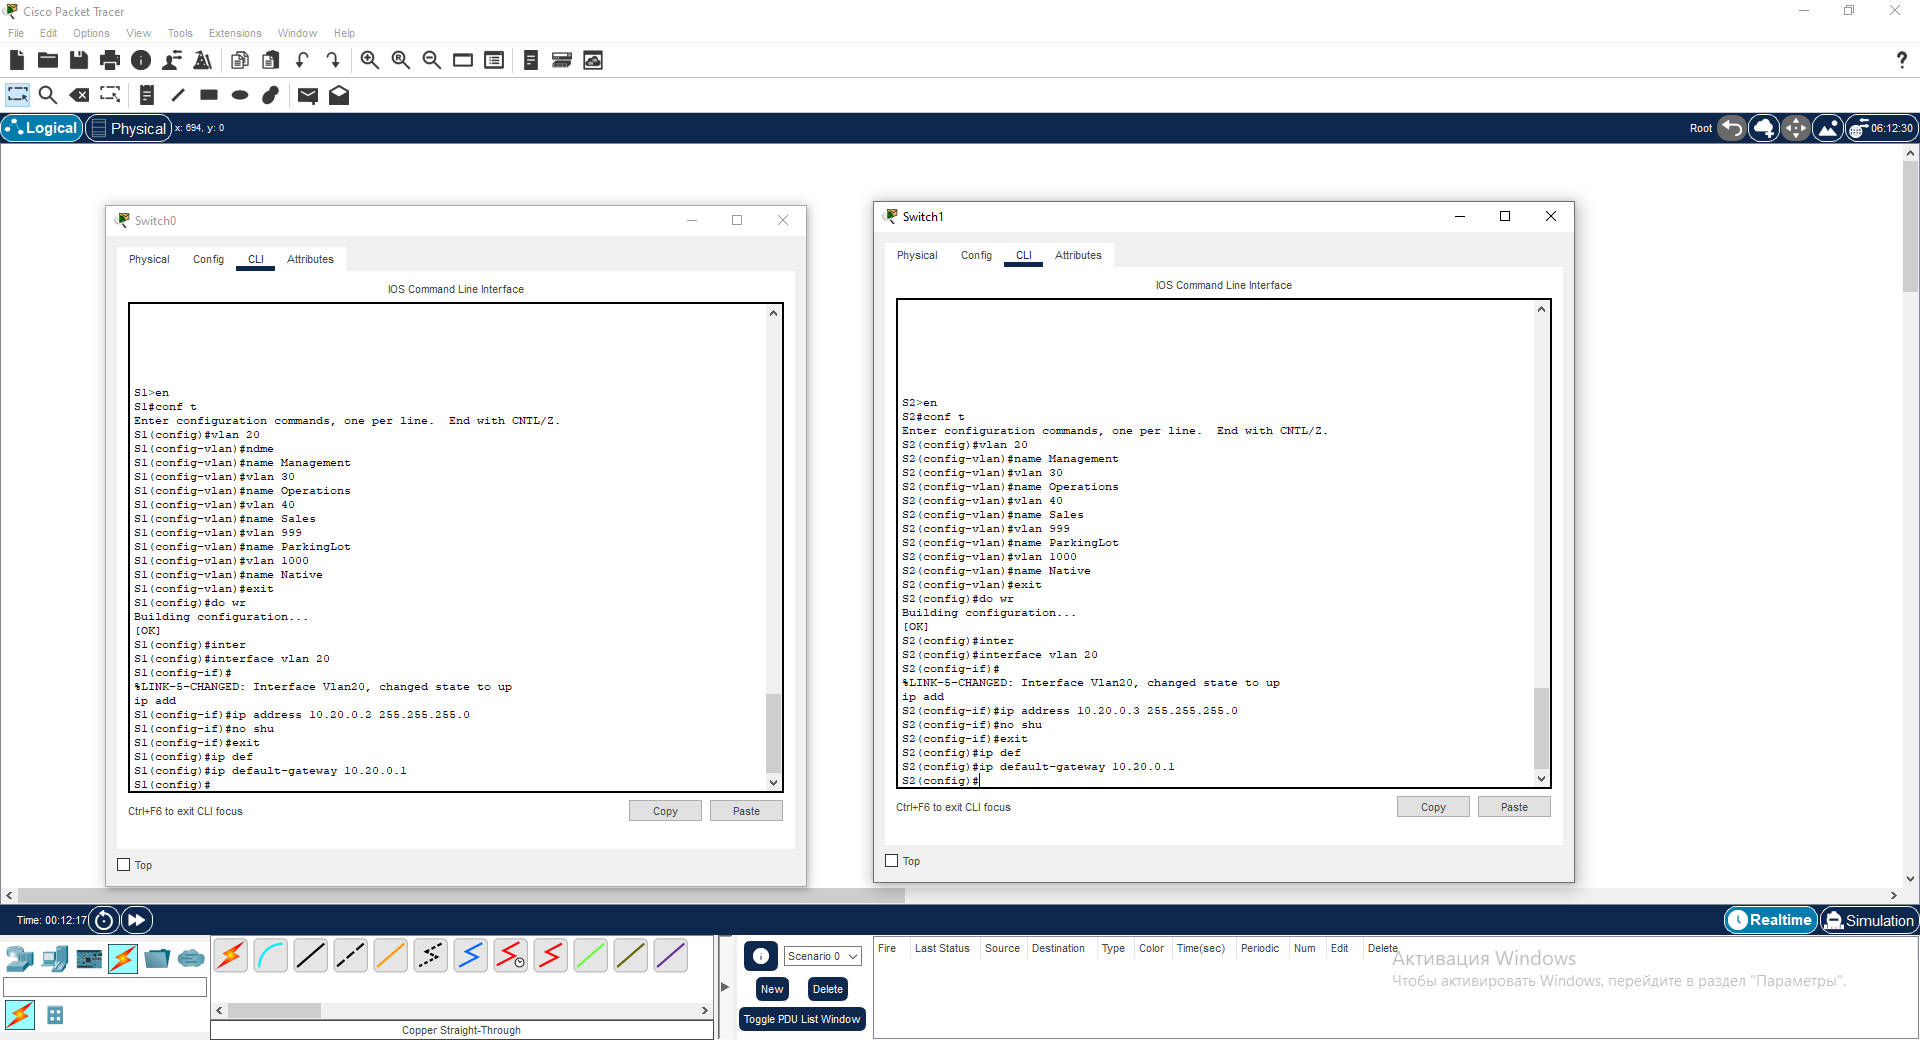 Cisco Packet Tracer
File Edit Options View Tools Extensions Window Help
?
Logical Physical x: 694, y: 0 Root 06:12:30
Switch0
Physical Config CLI Attributes
IOS Command Line Interface
S1>en
S1#conf t
Enter configuration commands, one per line.  End with CNTL/Z.
S1(config)#vlan 20
S1(config-vlan)#ndme
S1(config-vlan)#name Management
S1(config-vlan)#vlan 30
S1(config-vlan)#name Operations
S1(config-vlan)#vlan 40
S1(config-vlan)#name Sales
S1(config-vlan)#vlan 999
S1(config-vlan)#name ParkingLot
S1(config-vlan)#vlan 1000
S1(config-vlan)#name Native
S1(config-vlan)#exit
S1(config)#do wr
Building configuration...
[OK]
S1(config)#inter
S1(config)#interface vlan 20
S1(config-if)#
%LINK-5-CHANGED: Interface Vlan20, changed state to up
ip add
S1(config-if)#ip address 10.20.0.2 255.255.255.0
S1(config-if)#no shu
S1(config-if)#exit
S1(config)#ip def
S1(config)#ip default-gateway 10.20.0.1
S1(config)#
Ctrl+F6 to exit CLI focus
Copy Paste
Top
Switch1
Physical Config CLI Attributes
IOS Command Line Interface
S2>en
S2#conf t
Enter configuration commands, one per line.  End with CNTL/Z.
S2(config)#vlan 20
S2(config-vlan)#name Management
S2(config-vlan)#vlan 30
S2(config-vlan)#name Operations
S2(config-vlan)#vlan 40
S2(config-vlan)#name Sales
S2(config-vlan)#vlan 999
S2(config-vlan)#name ParkingLot
S2(config-vlan)#vlan 1000
S2(config-vlan)#name Native
S2(config-vlan)#exit
S2(config)#do wr
Building configuration...
[OK]
S2(config)#inter
S2(config)#interface vlan 20
S2(config-if)#
%LINK-5-CHANGED: Interface Vlan20, changed state to up
ip add
S2(config-if)#ip address 10.20.0.3 255.255.255.0
S2(config-if)#no shu
S2(config-if)#exit
S2(config)#ip def
S2(config)#ip default-gateway 10.20.0.1
S2(config)#
Ctrl+F6 to exit CLI focus
Copy Paste
Top
Time: 00:12:17 Realtime Simulation
Copper Straight-Through
Scenario 0
New Delete
Toggle PDU List Window
Fire Last Status Source Destination Type Color Time(sec) Periodic Num Edit Delete
Активация Windows
Чтобы активировать Windows, перейдите в раздел "Параметры".